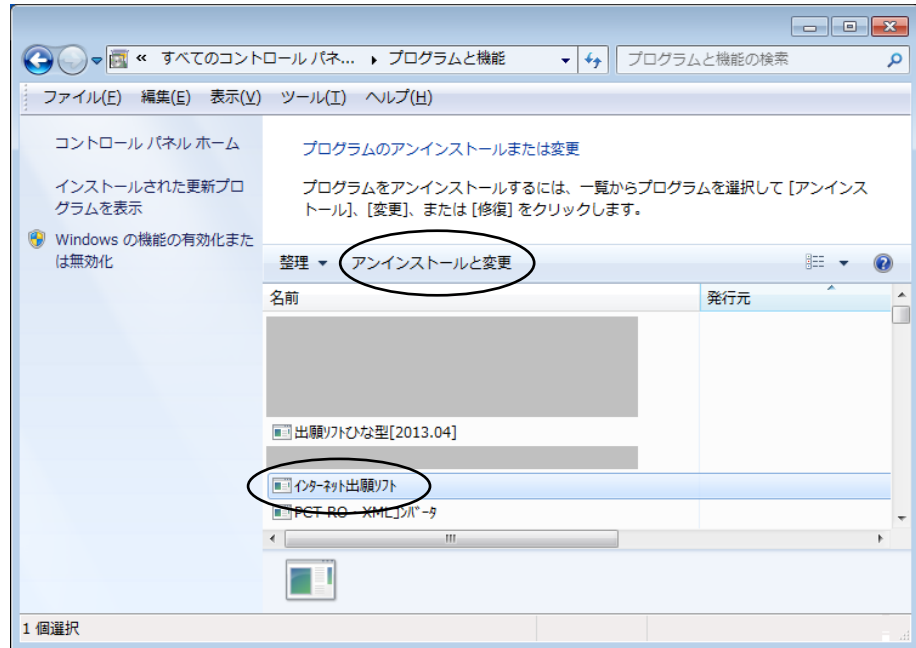 « すべてのコントロール パネ... ▸ プログラムと機能
プログラムと機能の検索
ファイル(F) 編集(E) 表示(V) ツール(T) ヘルプ(H)
コントロール パネル ホーム
インストールされた更新プロ
グラムを表示
Windows の機能の有効化また
は無効化
プログラムのアンインストールまたは変更
プログラムをアンインストールするには、一覧からプログラムを選択して [アンインス
トール]、[変更]、または [修復] をクリックします。
整理 アンインストールと変更
名前 発行元
出願ｿﾌﾄひな型[2013.04]
ｲﾝﾀｰﾈｯﾄ出願ｿﾌﾄ
PCT-RO - XMLｺﾝﾊﾞｰﾀ
1 個選択